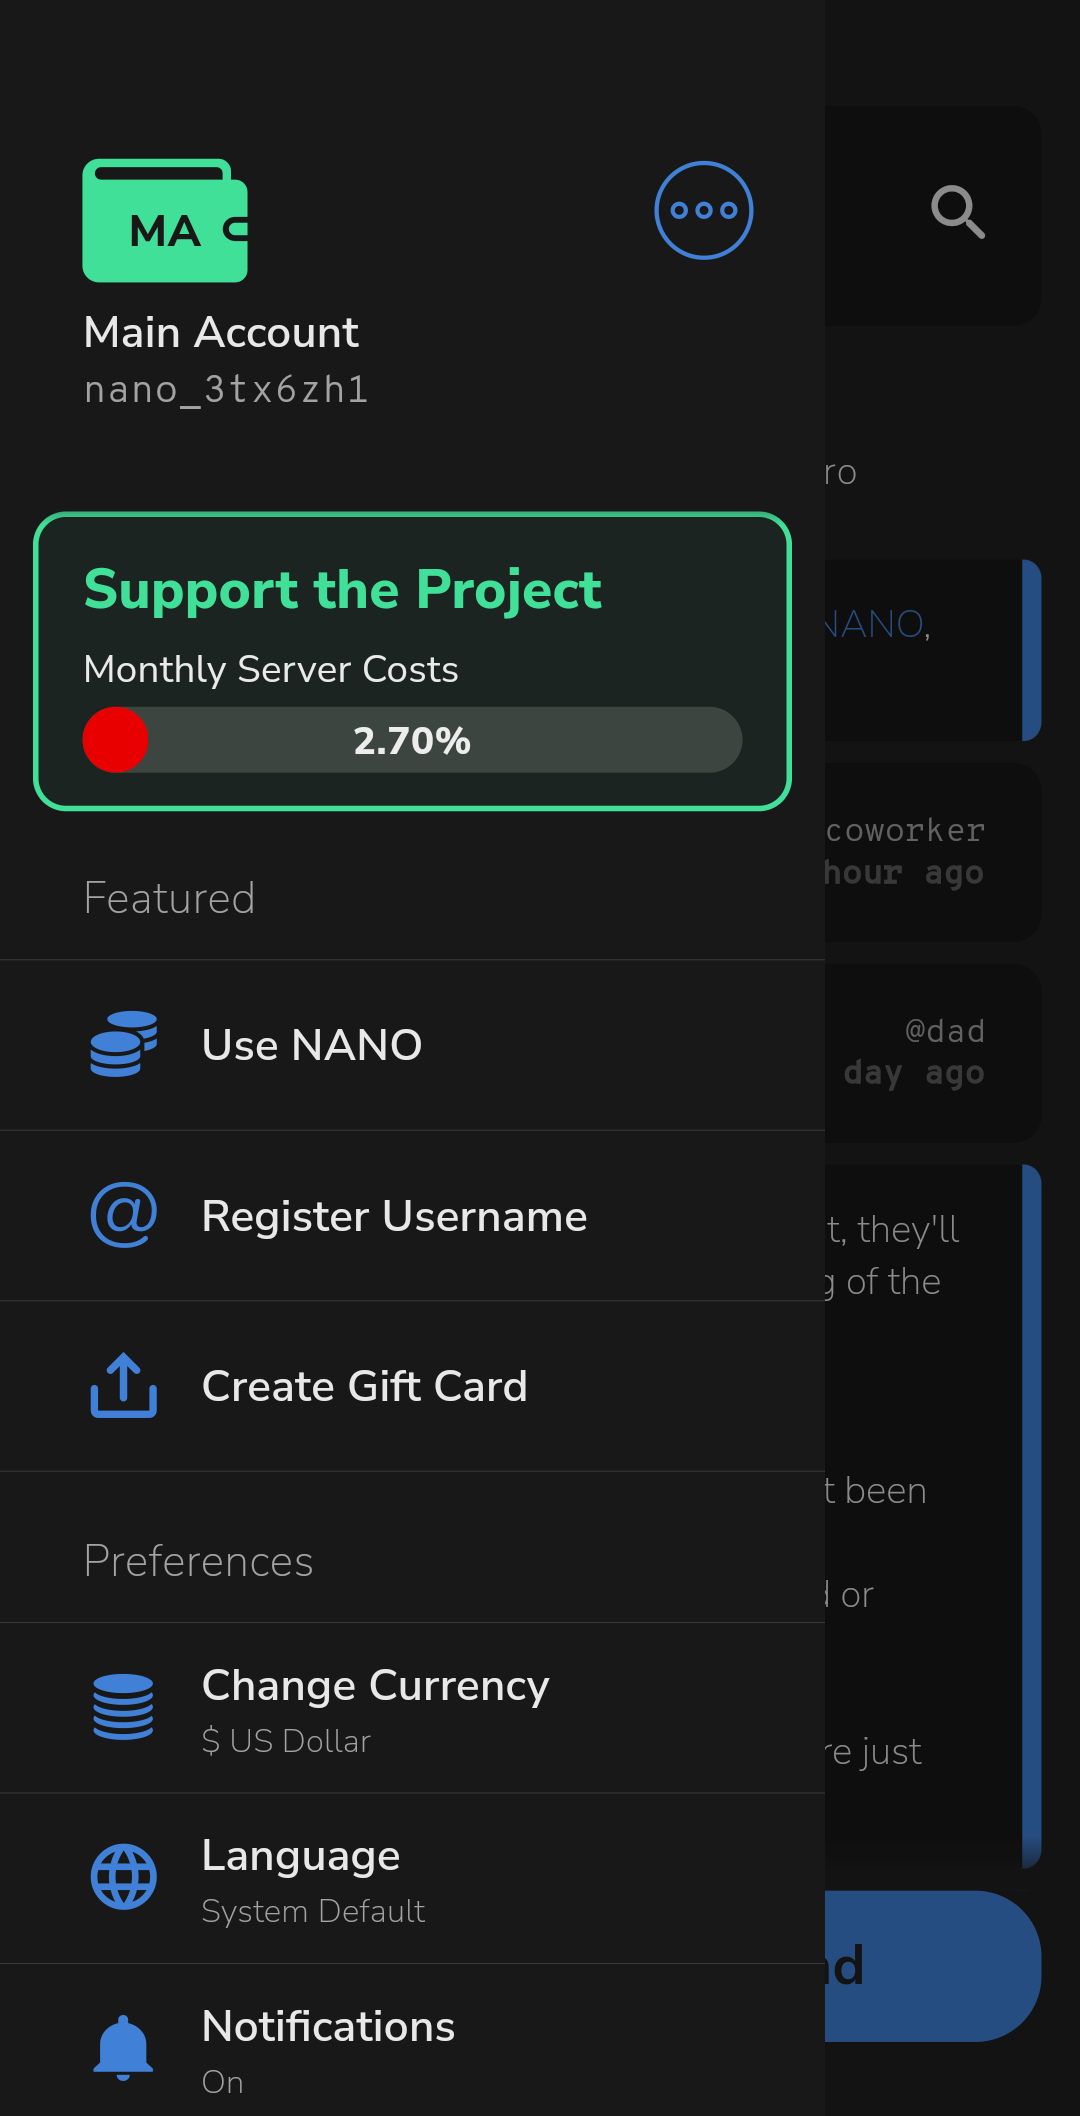 MA
Main Account
nano_3tx6zh1
Support the Project
Monthly Server Costs
2.70%
Featured
Use NANO
Register Username
Create Gift Card
Preferences
Change Currency
$ US Dollar
Language
System Default
Notifications
On
NANO,
coworker
hour ago
@dad
day ago
t, they'll
of the
t been
or
just